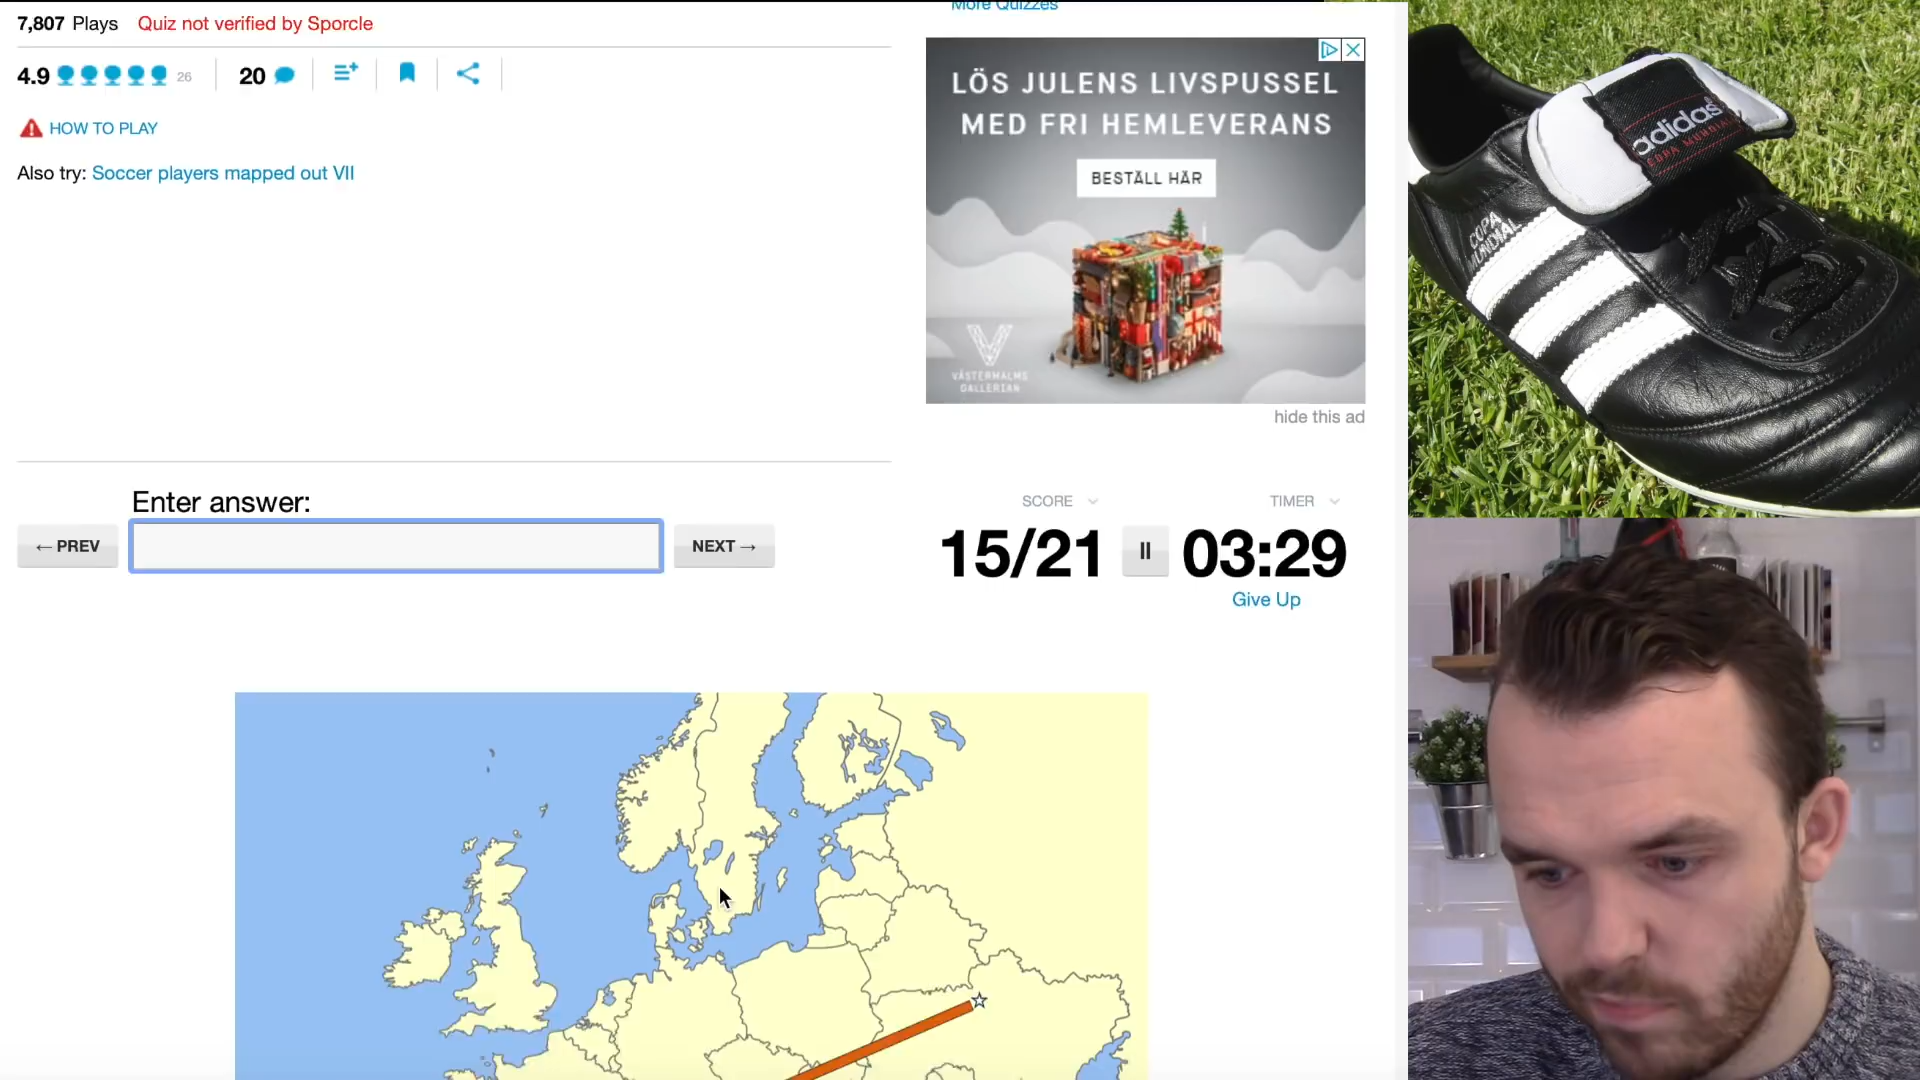 More Quizzes
7,807 Plays Quiz not verified by Sporcle
4.9 26 20
HOW TO PLAY
Also try: Soccer players mapped out VII
LÖS JULENS LIVSPUSSEL
MED FRI HEMLEVERANS
BESTÄLL HÄR
VÄSTERMALMS
GALLERIAN
hide this ad
Enter answer:
← PREV
NEXT →
SCORE
TIMER
15/21
03:29
Give Up
adidas
COPA MUNDIAL
COPA
MUNDIAL